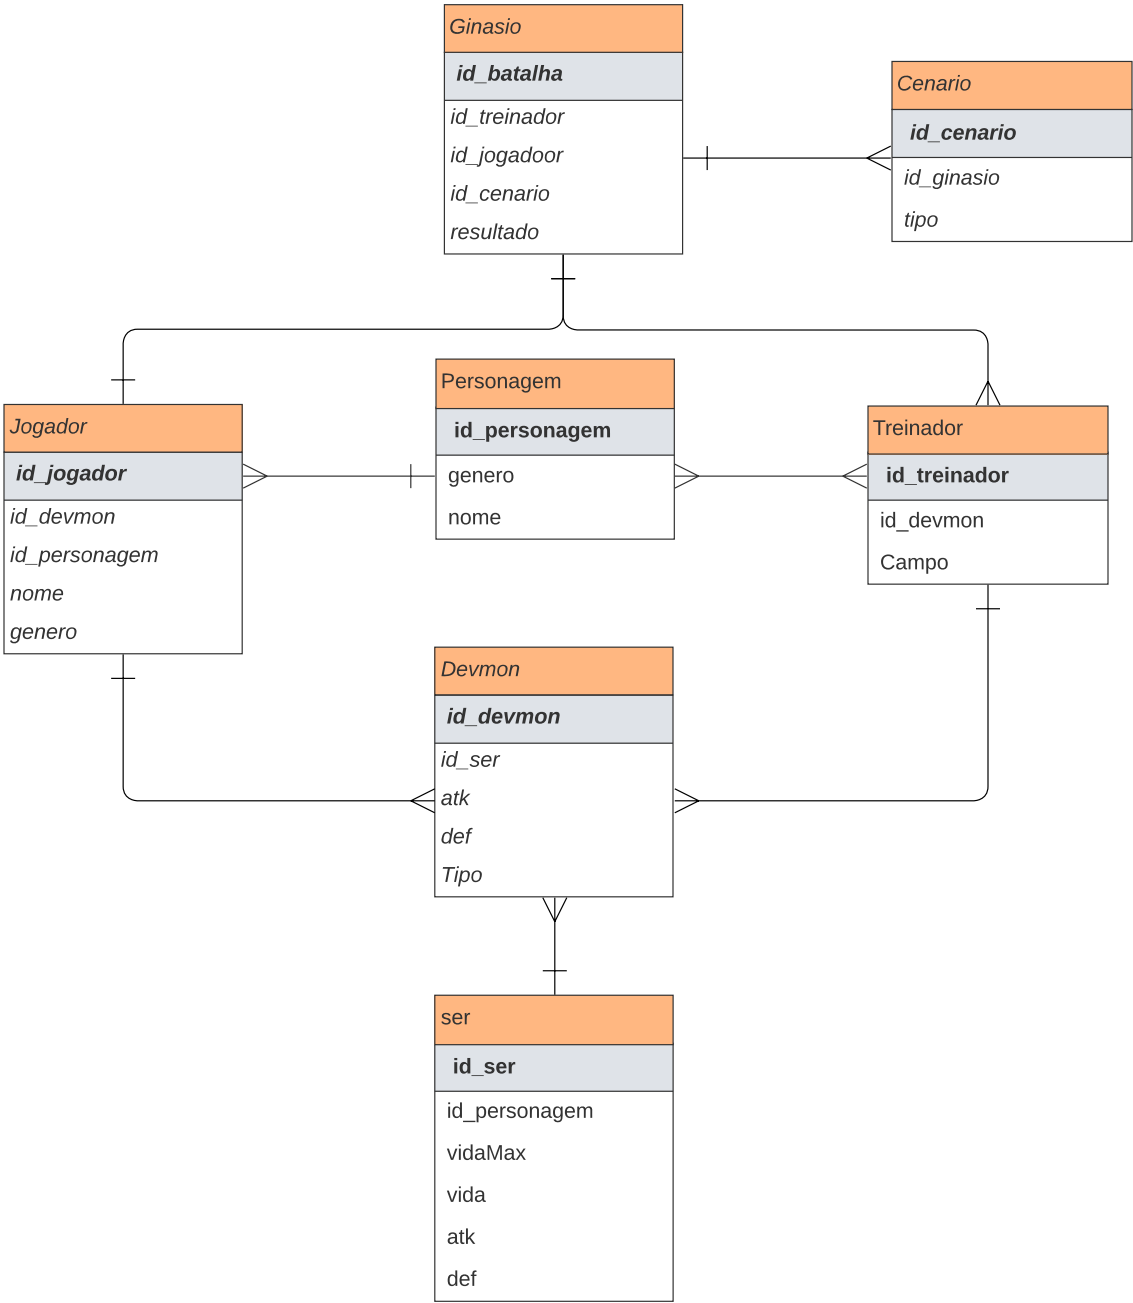 Ginasio
id_batalha
id_treinador
id_jogadoor
id_cenario
resultado
Cenario
id_cenario
id_ginasio
tipo
Jogador
id_jogador
id_devmon
id_personagem
nome
genero
Personagem
id_personagem
genero
nome
Treinador
id_treinador
id_devmon
Campo
Devmon
id_devmon
id_ser
atk
def
Tipo
ser
id_ser
id_personagem
vidaMax
vida
atk
def